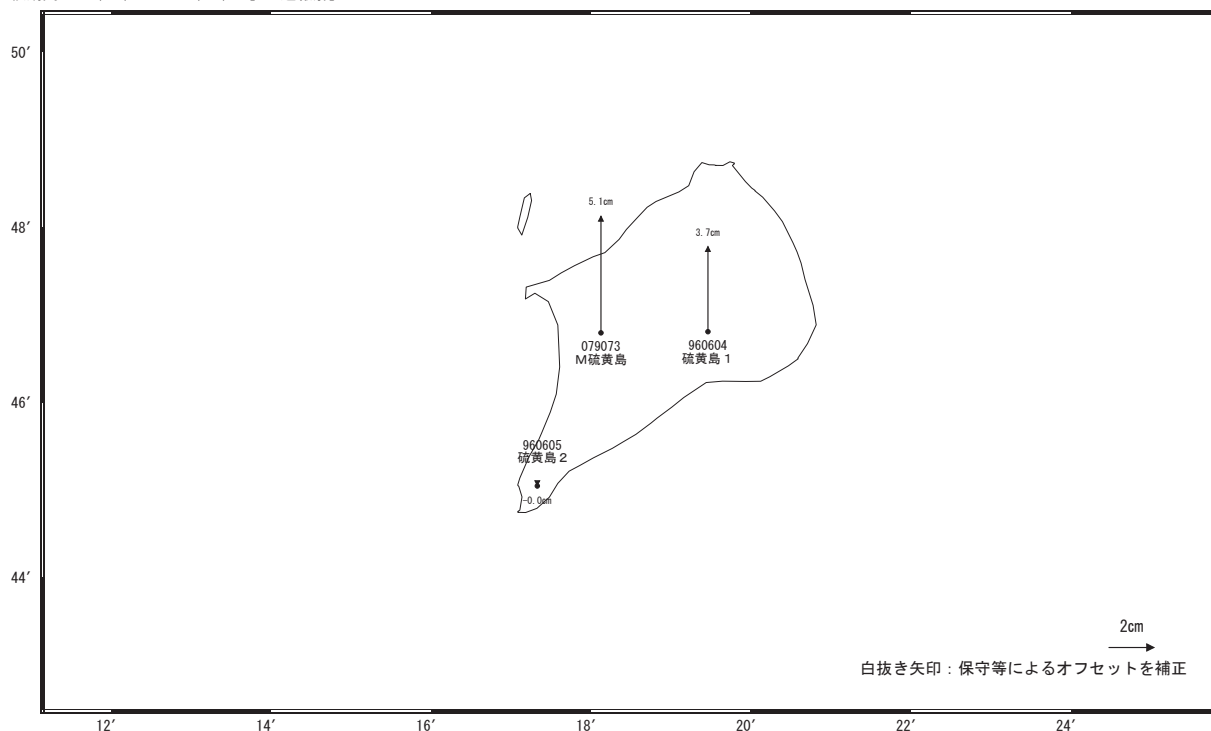 50′
48′
5.1cm
3.7cm
079073
M硫黄島
960604
硫黄島1
46′
960605
硫黄島2
-0.0cm
44′
2cm
白抜き矢印：保守等によるオフセットを補正
12′ 14′ 16′ 18′ 20′ 22′ 24′